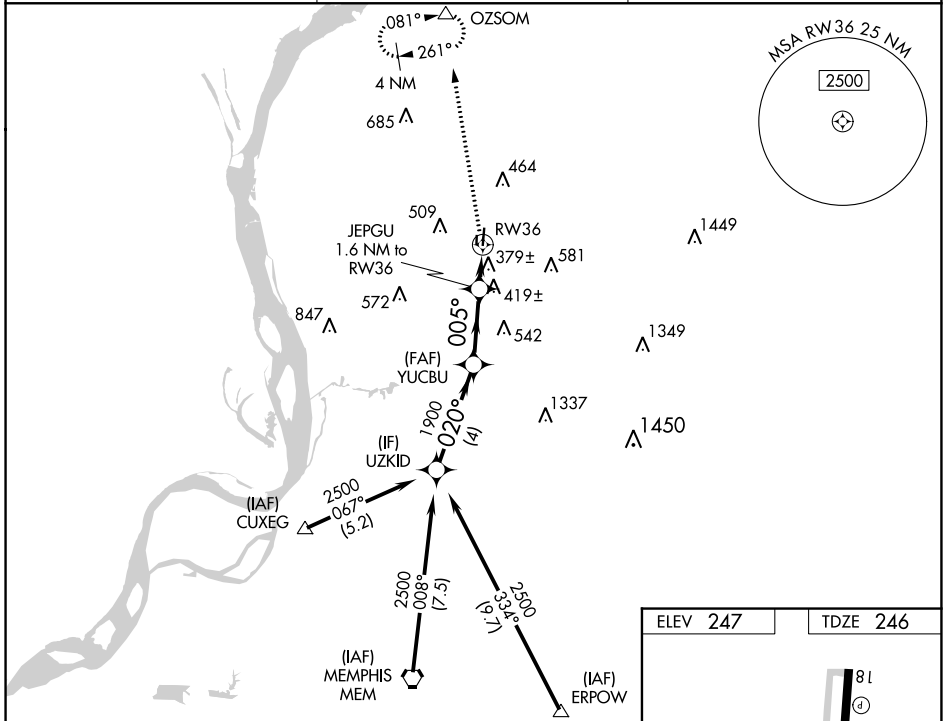 081°
OZSOM
261°
4 NM
MSA RW36 25 NM
2500
685
464
509
RW36
1449
JEPGU
1.6 NM to
RW36
379±
581
572
419±
847
542
1349
005°
(FAF)
YUCBU
1900
020°
(4)
1337
1450
(IF)
UZKID
(IAF)
CUXEG
2500
067°
(5.2)
2500
008°
(7.5)
2500
334°
(9.7)
(IAF)
MEMPHIS
MEM
(IAF)
ERPOW
ELEV 247
TDZE 246
18
P